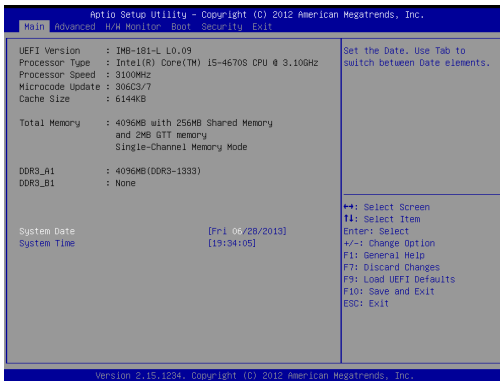 Aptio Setup Utility – Copyright (C) 2012 American Megatrends, Inc.
Main Advanced H/W Monitor Boot Security Exit
UEFI Version : IMB-181-L L0.09
Processor Type : Intel(R) Core(TM) i5-4670S CPU @ 3.10GHz
Processor Speed : 3100MHz
Microcode Update : 306C3/7
Cache Size : 6144KB
Total Memory : 4096MB with 256MB Shared Memory
and 2MB GTT memory
Single-Channel Memory Mode
DDR3_A1 : 4096MB(DDR3-1333)
DDR3_B1 : None
System Date [Fri 06/28/2013]
System Time [19:34:05]
Set the Date. Use Tab to
switch between Date elements.
↔: Select Screen
↑↓: Select Item
Enter: Select
+/-: Change Option
F1: General Help
F7: Discard Changes
F9: Load UEFI Defaults
F10: Save and Exit
ESC: Exit
Version 2.15.1234. Copyright (C) 2012 American Megatrends, Inc.